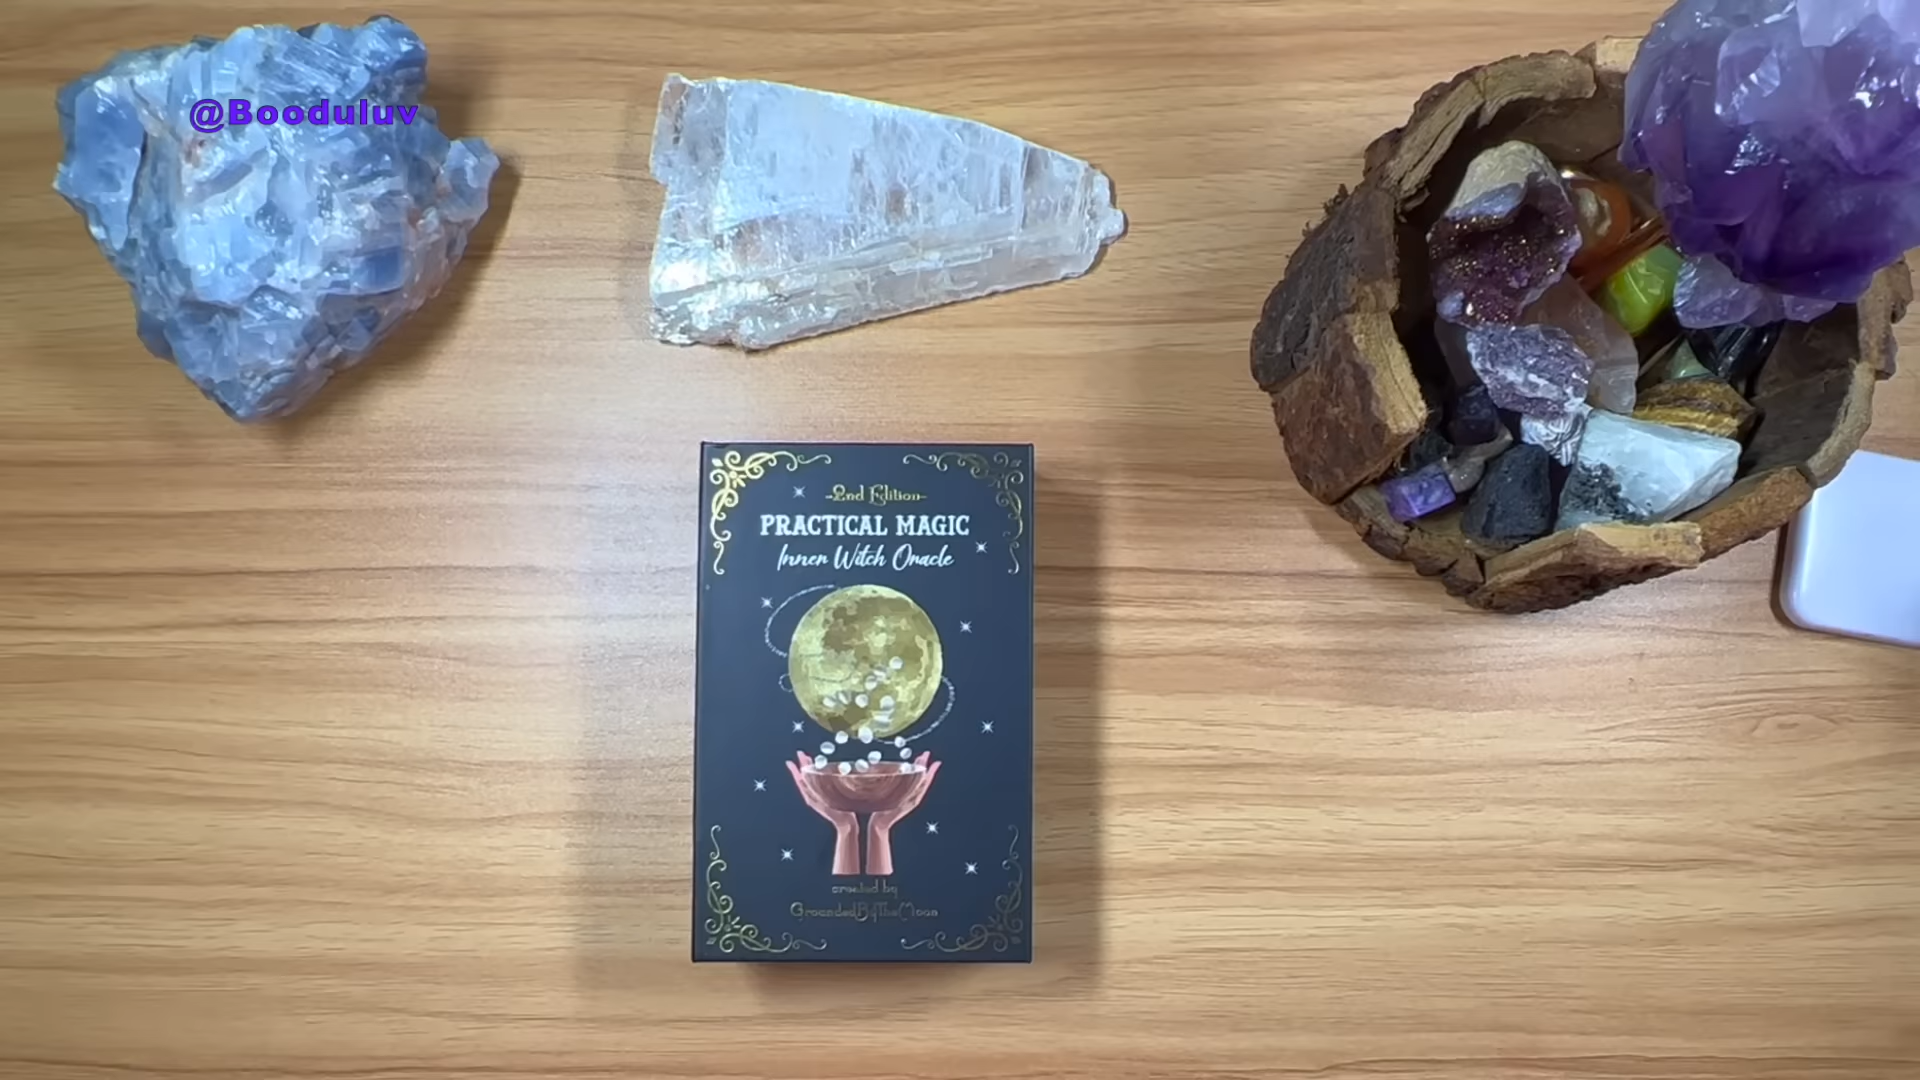 @Booduluv
-2nd Edition-
PRACTICAL MAGIC
Inner Witch Oracle
created by
GroundedByTheMoon